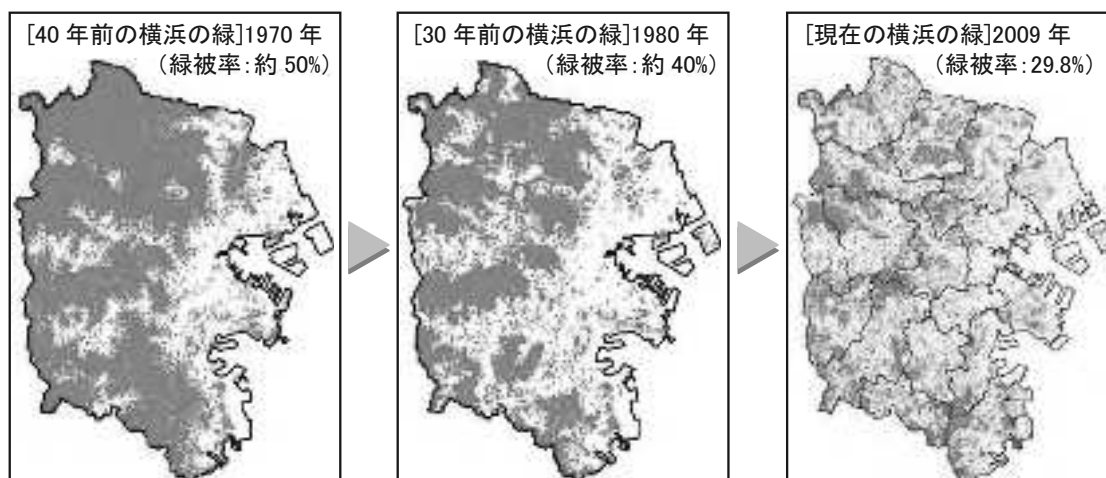 [40 年前の横浜の緑]1970 年
（緑被率：約 50%）
[30 年前の横浜の緑]1980 年
（緑被率：約 40%）
[現在の横浜の緑]2009 年
（緑被率：29.8%）